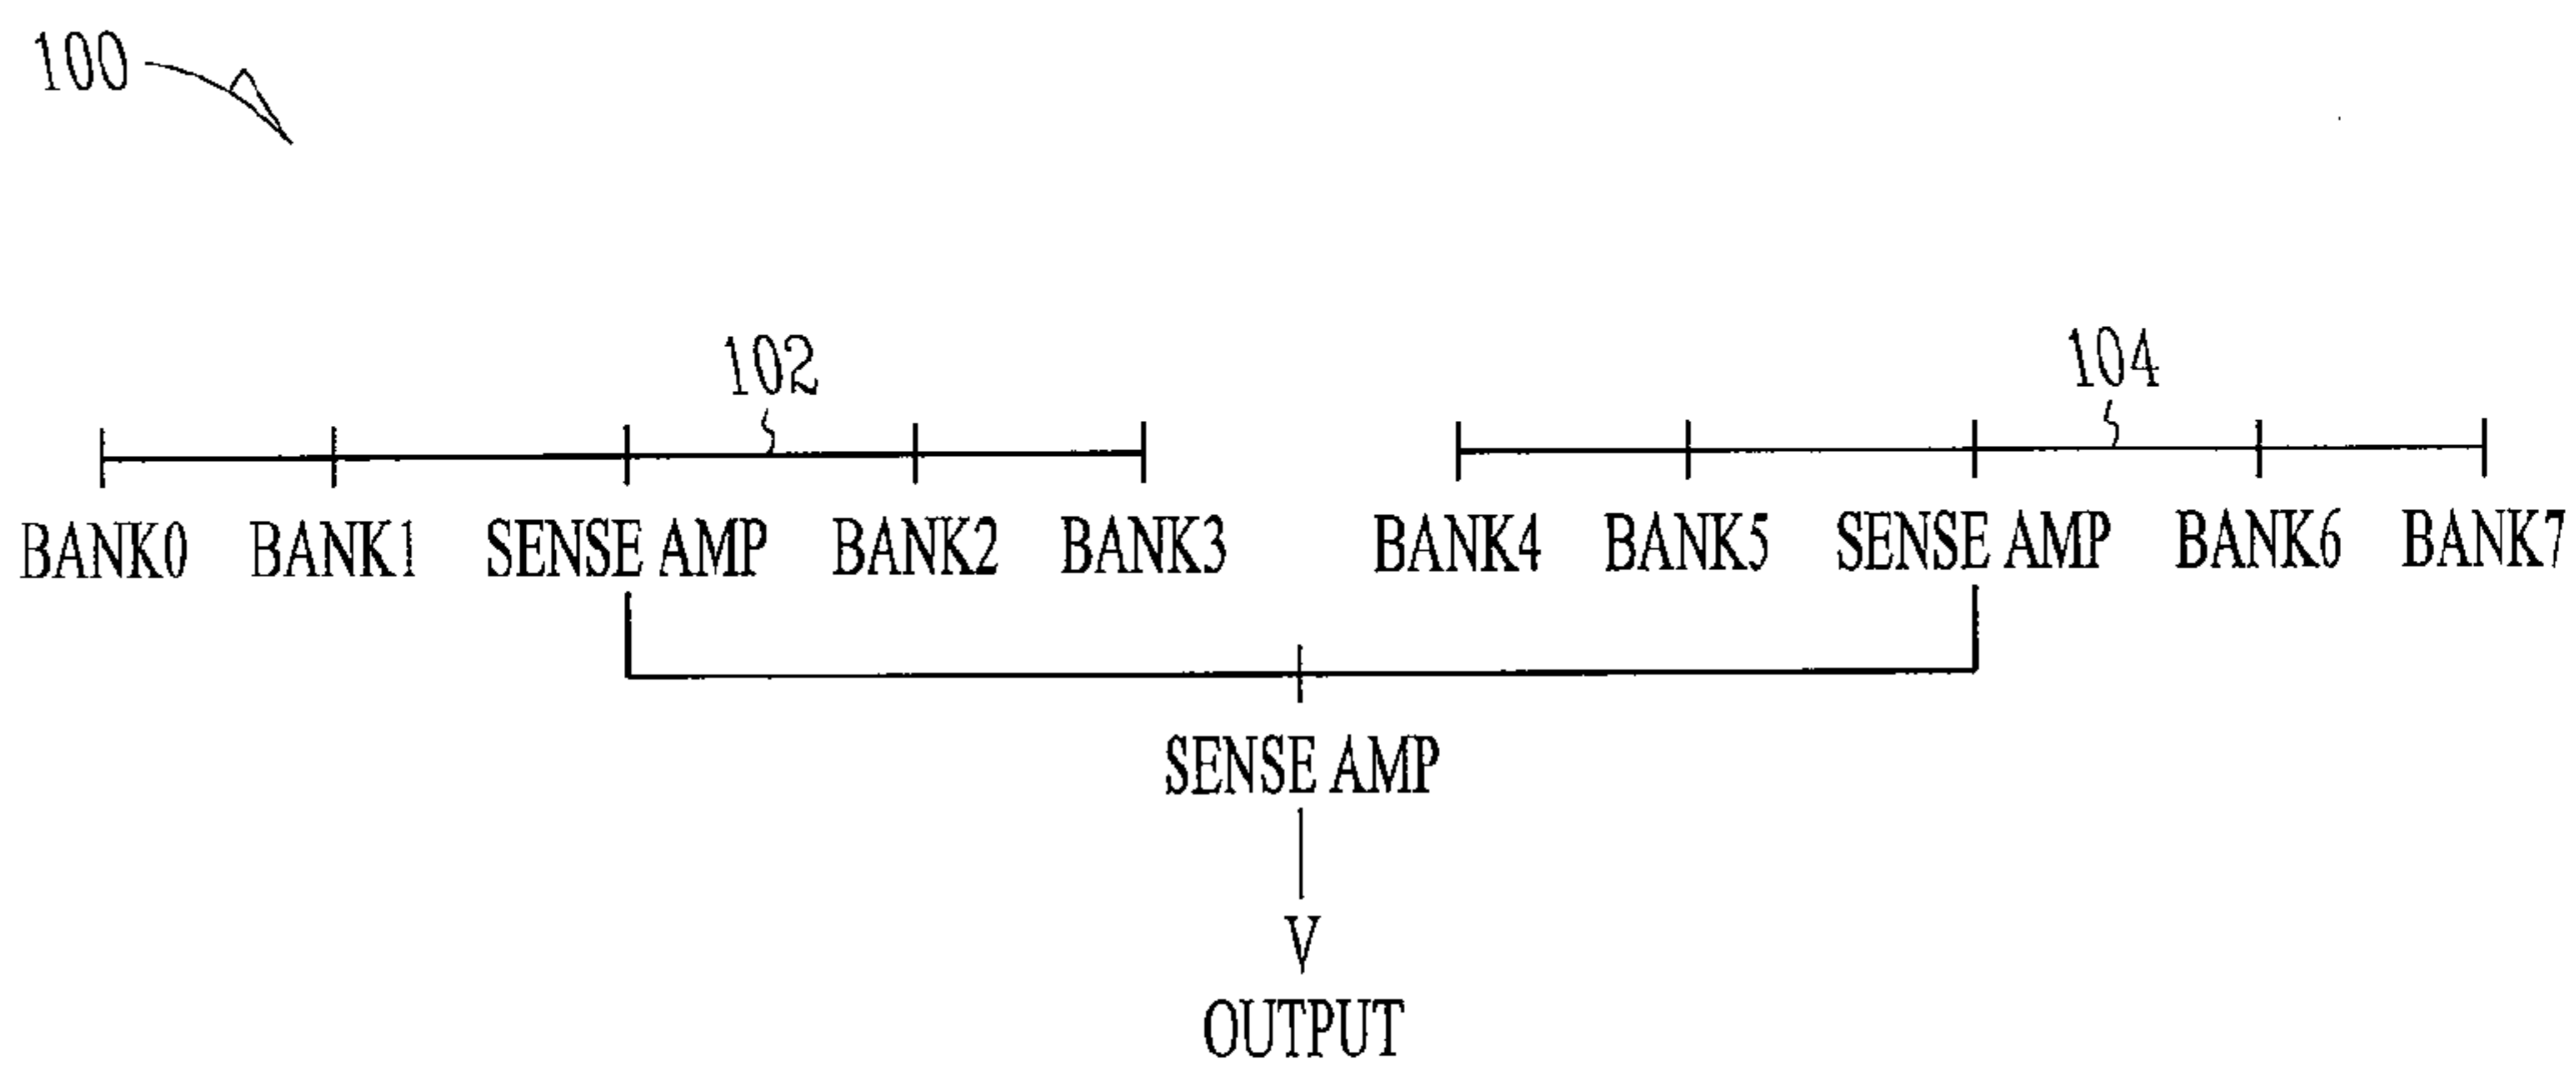 100
102 104
BANK0 BANK1 SENSE AMP BANK2 BANK3 BANK4 BANK5 SENSE AMP BANK6 BANK7
SENSE AMP
V
OUTPUT